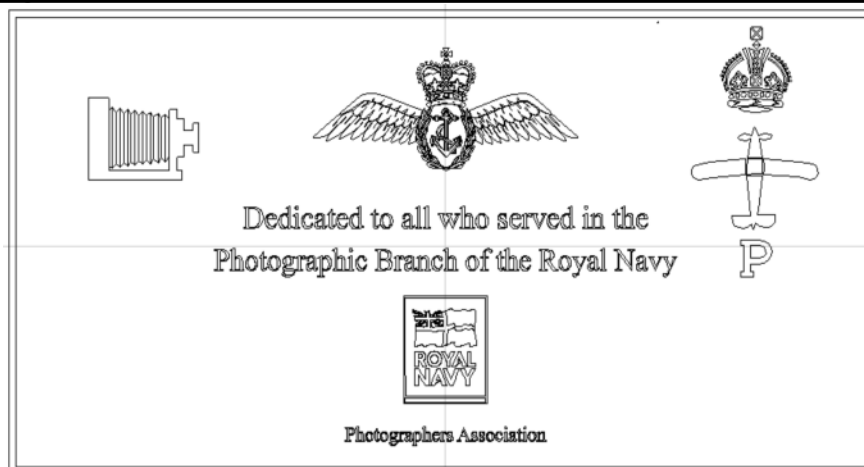 Dedicated to all who served in the
Photographic Branch of the Royal Navy
P
ROYAL
NAVY
Photographers Association